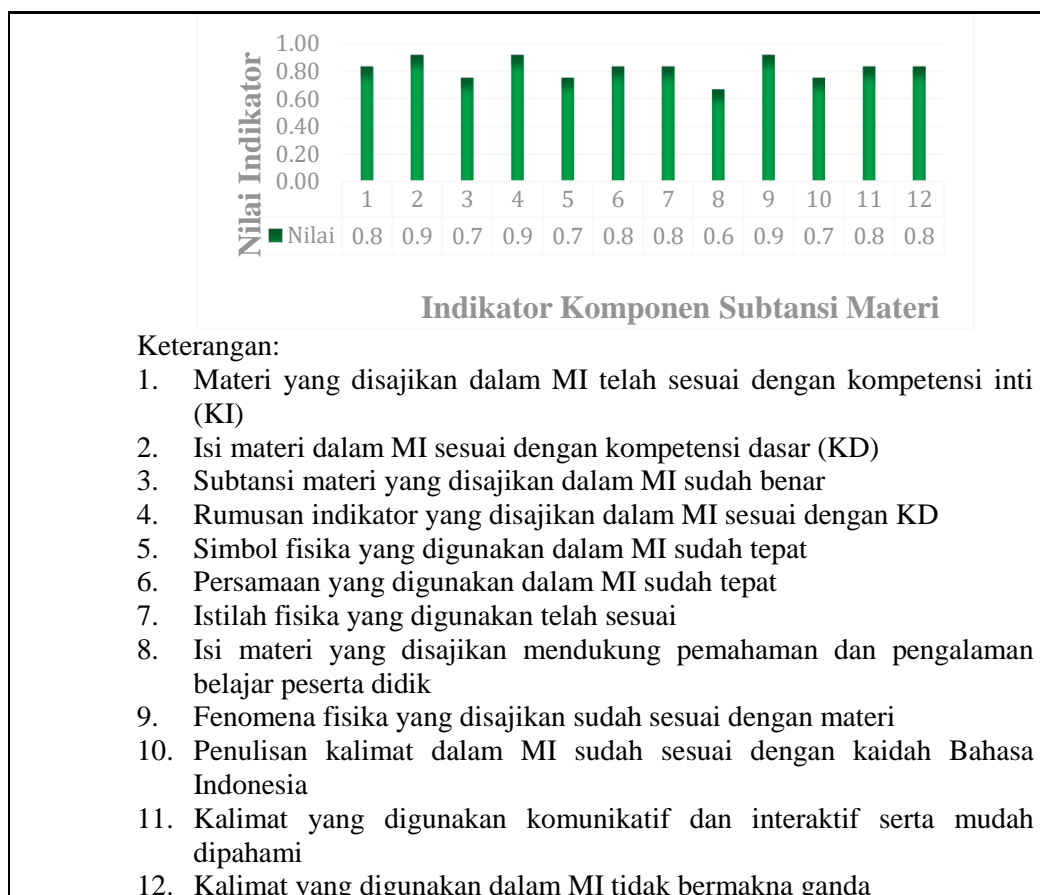 1.00
0.80
0.60
0.40
0.20
0.00
Nilai Indikator
1 2 3 4 5 6 7 8 9 10 11 12
Nilai 0.8 0.9 0.7 0.9 0.7 0.8 0.8 0.6 0.9 0.7 0.8 0.8
Indikator Komponen Subtansi Materi
Keterangan:
1. Materi yang disajikan dalam MI telah sesuai dengan kompetensi inti
(KI)
2. Isi materi dalam MI sesuai dengan kompetensi dasar (KD)
3. Subtansi materi yang disajikan dalam MI sudah benar
4. Rumusan indikator yang disajikan dalam MI sesuai dengan KD
5. Simbol fisika yang digunakan dalam MI sudah tepat
6. Persamaan yang digunakan dalam MI sudah tepat
7. Istilah fisika yang digunakan telah sesuai
8. Isi materi yang disajikan mendukung pemahaman dan pengalaman
belajar peserta didik
9. Fenomena fisika yang disajikan sudah sesuai dengan materi
10. Penulisan kalimat dalam MI sudah sesuai dengan kaidah Bahasa
Indonesia
11. Kalimat yang digunakan komunikatif dan interaktif serta mudah
dipahami
12. Kalimat yang digunakan dalam MI tidak bermakna ganda